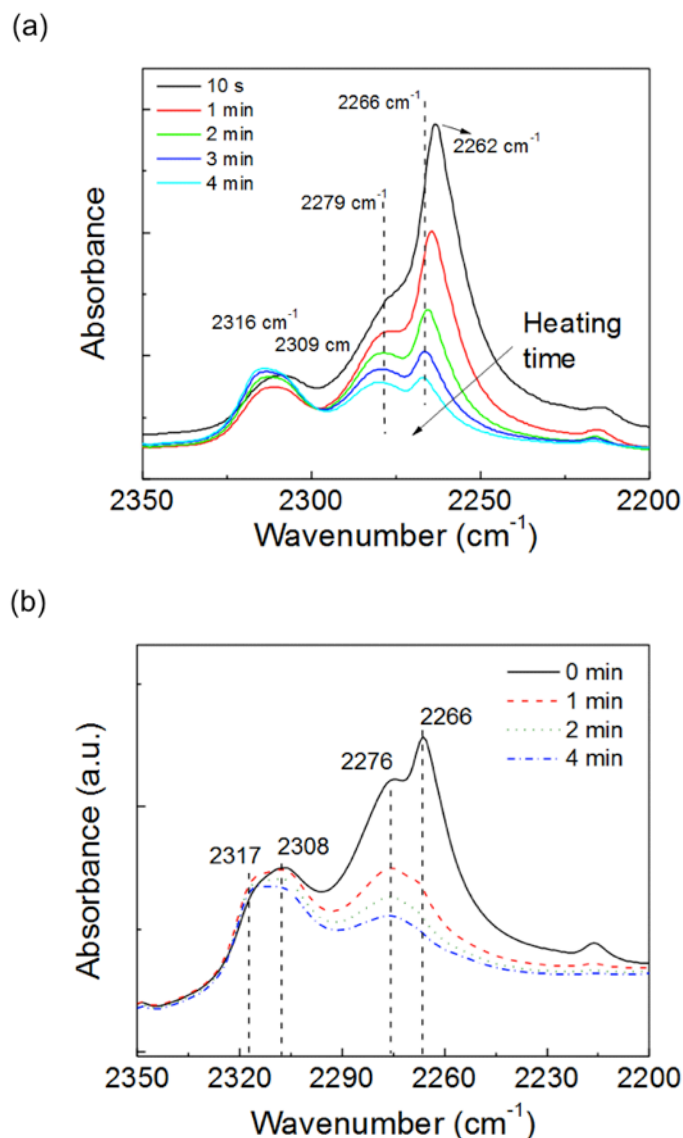 (a)
10 s
1 min
2 min
3 min
4 min
2266 cm⁻¹
2262 cm⁻¹
2279 cm⁻¹
2316 cm⁻¹
2309 cm
Heating
time
Absorbance
2350 2300 2250 2200
Wavenumber (cm⁻¹)
(b)
0 min
1 min
2 min
4 min
2266
2276
2308
2317
Absorbance (a.u.)
2350 2320 2290 2260 2230 2200
Wavenumber (cm⁻¹)